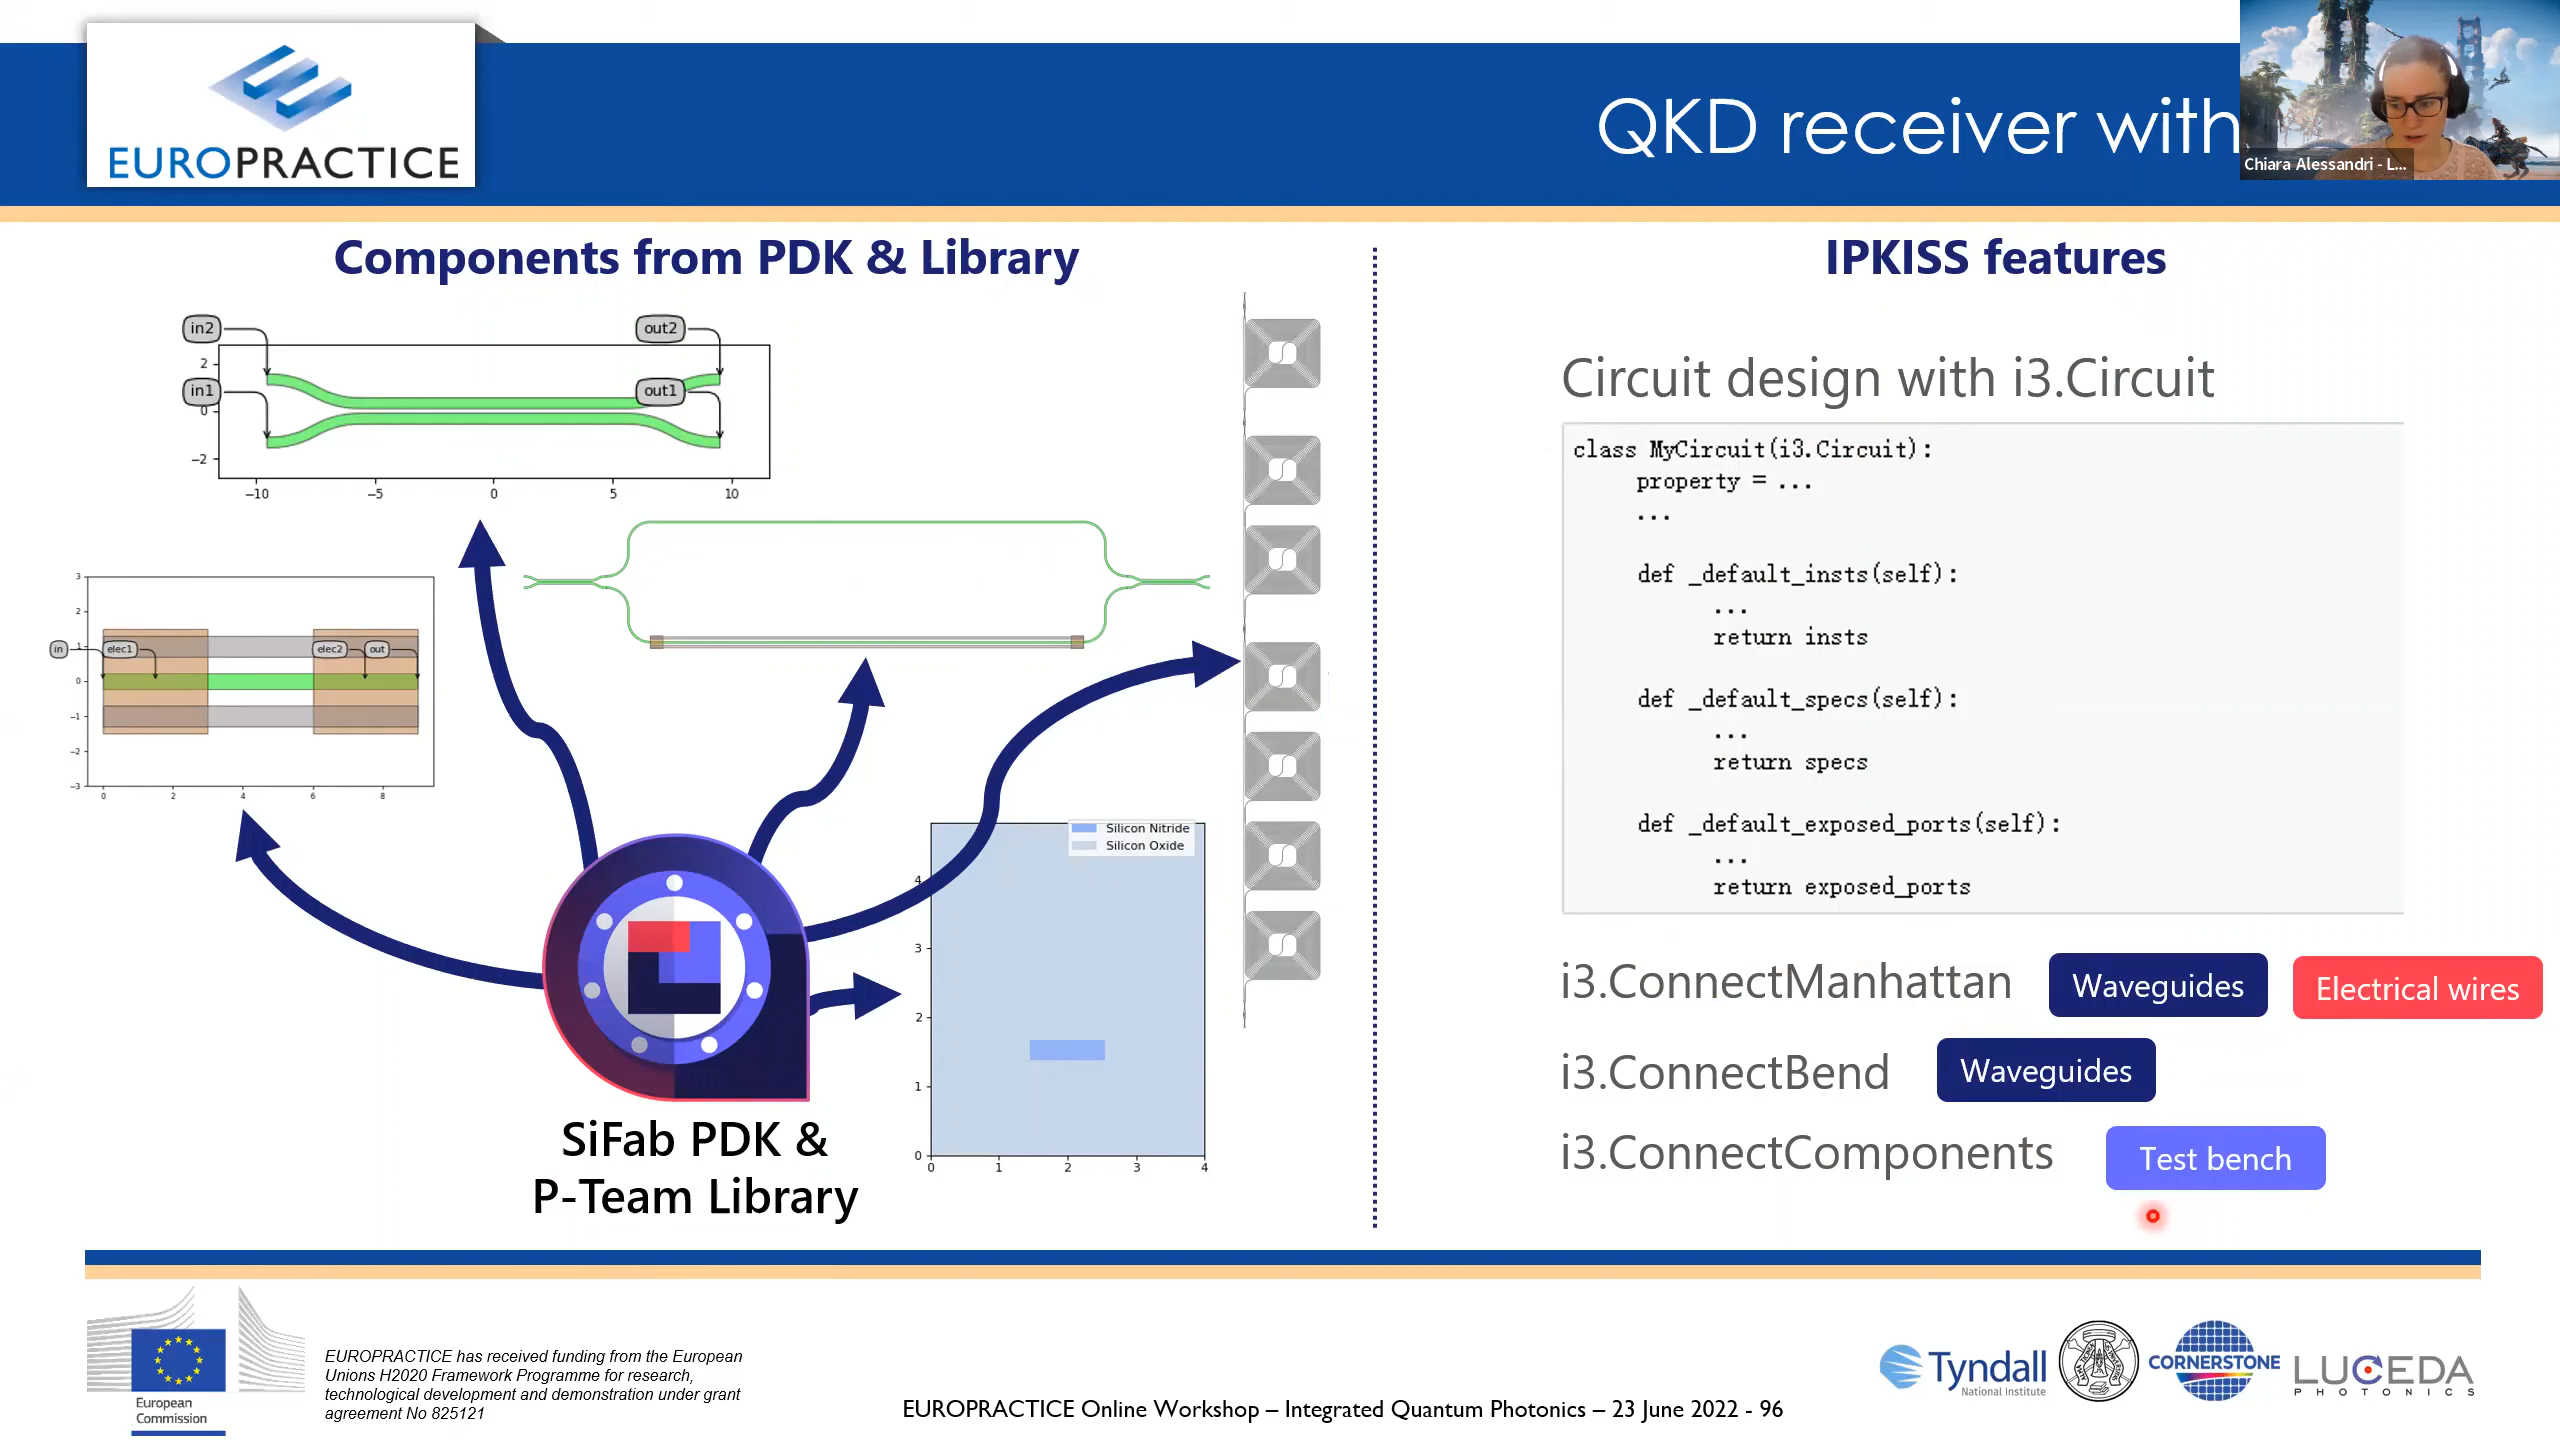 EUROPRACTICE
QKD receiver with
Chiara Alessandri - L...
Components from PDK & Library
in2
out2
2
in1
out1
0
−2
−10
−5
0
5
10
3
2
1
in
elec1
elec2
out
0
−1
−2
−3
0
2
4
6
8
Silicon Nitride
Silicon Oxide
4
3
2
1
0
0
1
2
3
4
SiFab PDK &
P-Team Library
IPKISS features
Circuit design with i3.Circuit
class MyCircuit(i3.Circuit):
property = ...
...
def _default_insts(self):
...
return insts
def _default_specs(self):
...
return specs
def _default_exposed_ports(self):
...
return exposed_ports
i3.ConnectManhattan
Waveguides
Electrical wires
i3.ConnectBend
Waveguides
i3.ConnectComponents
Test bench
European
Commission
EUROPRACTICE has received funding from the European
Unions H2020 Framework Programme for research,
technological development and demonstration under grant
agreement No 825121
EUROPRACTICE Online Workshop – Integrated Quantum Photonics – 23 June 2022 - 96
Tyndall
National Institute
CORNERSTONE
LUCEDA
PHOTONICS